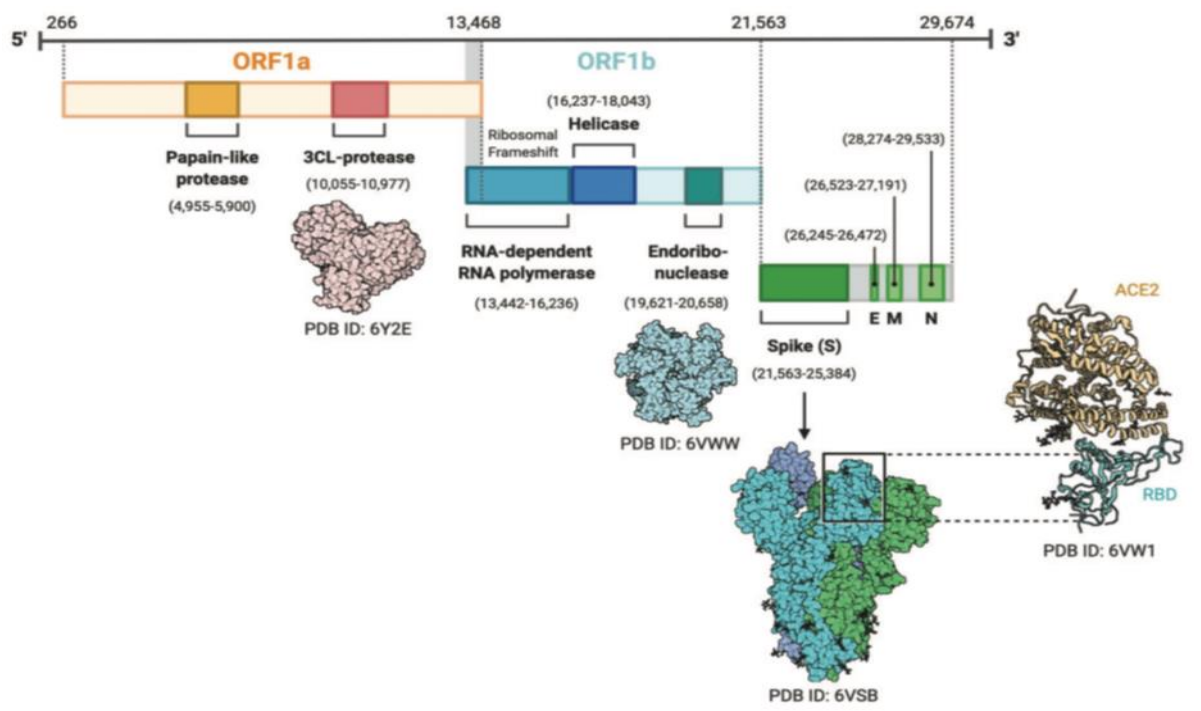 266 13,468 21,563 29,674
5' 3'
ORF1a ORF1b
(16,237-18,043)
Helicase
Ribosomal
Frameshift
(28,274-29,533)
Papain-like
protease
(4,955-5,900)
3CL-protease
(10,055-10,977)
(26,523-27,191)
(26,245-26,472)
RNA-dependent
RNA polymerase
(13,442-16,236)
Endoribo-
nuclease
(19,621-20,658)
E M N
PDB ID: 6Y2E
Spike (S)
(21,563-25,384)
ACE2
PDB ID: 6VWW
RBD
PDB ID: 6VW1
PDB ID: 6VSB